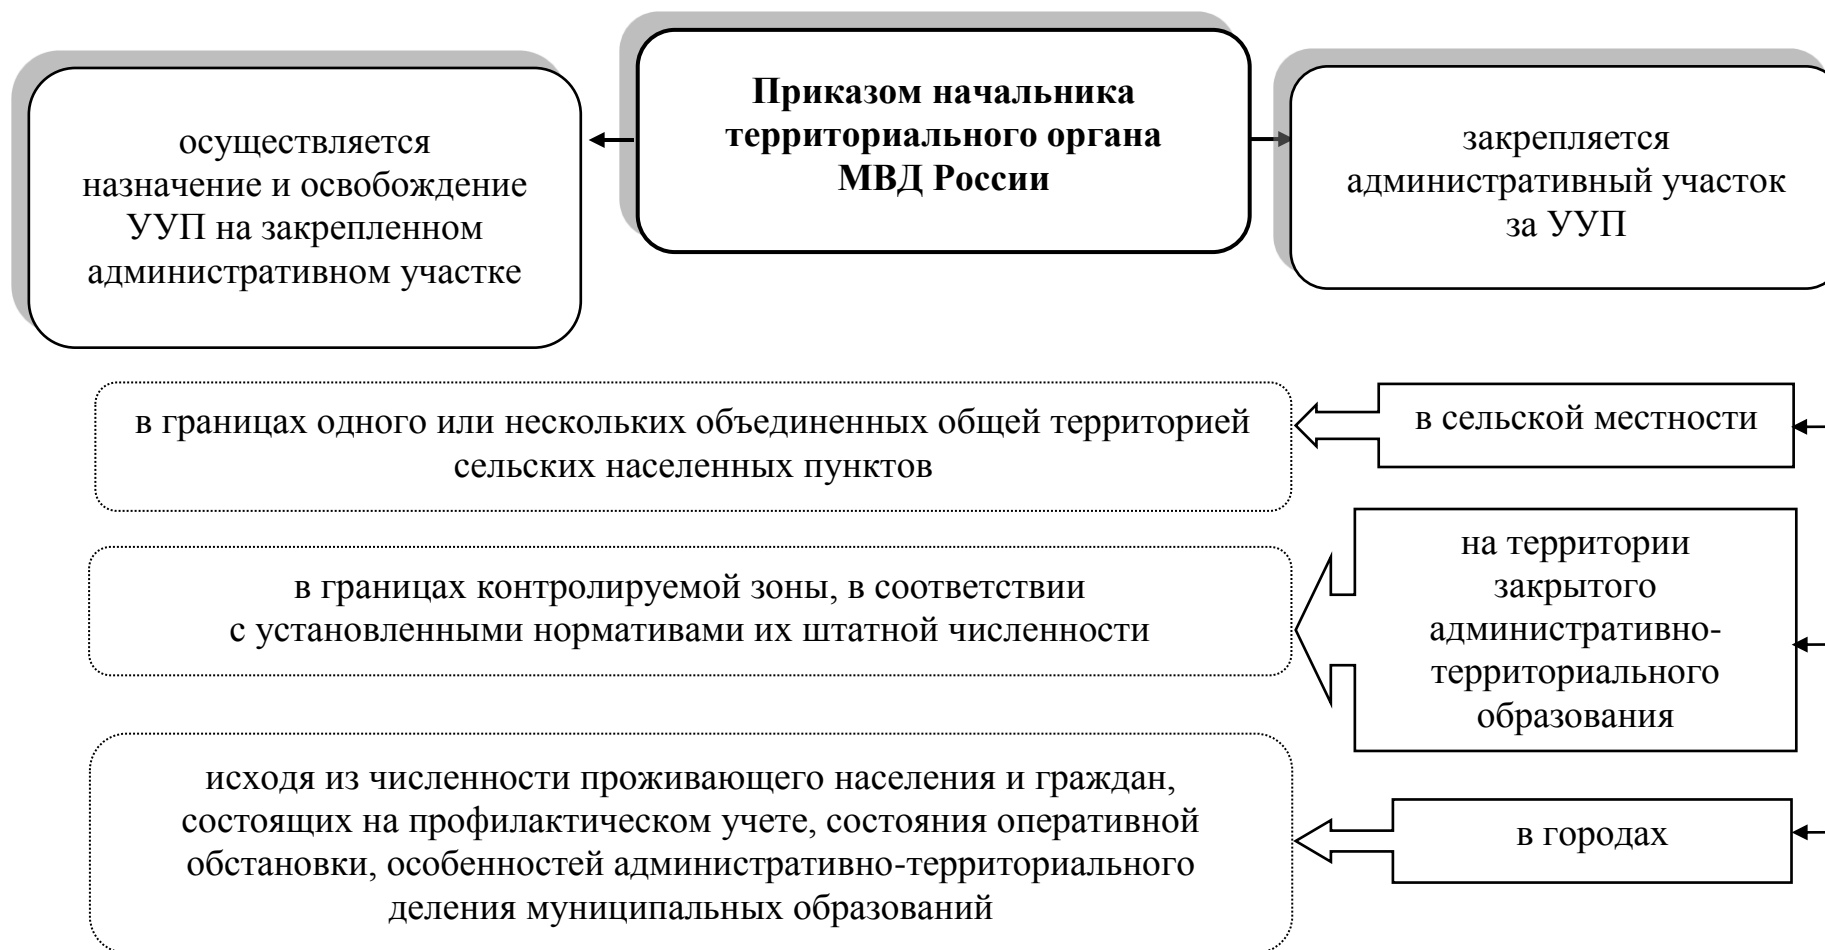 Приказом начальника
территориального органа
МВД России
осуществляется
назначение и освобождение
УУП на закрепленном
административном участке
закрепляется
административный участок
за УУП
в сельской местности
в границах одного или нескольких объединенных общей территорией
сельских населенных пунктов
на территории
закрытого
административно-
территориального
образования
в границах контролируемой зоны, в соответствии
с установленными нормативами их штатной численности
в городах
исходя из численности проживающего населения и граждан,
состоящих на профилактическом учете, состояния оперативной
обстановки, особенностей административно-территориального
деления муниципальных образований